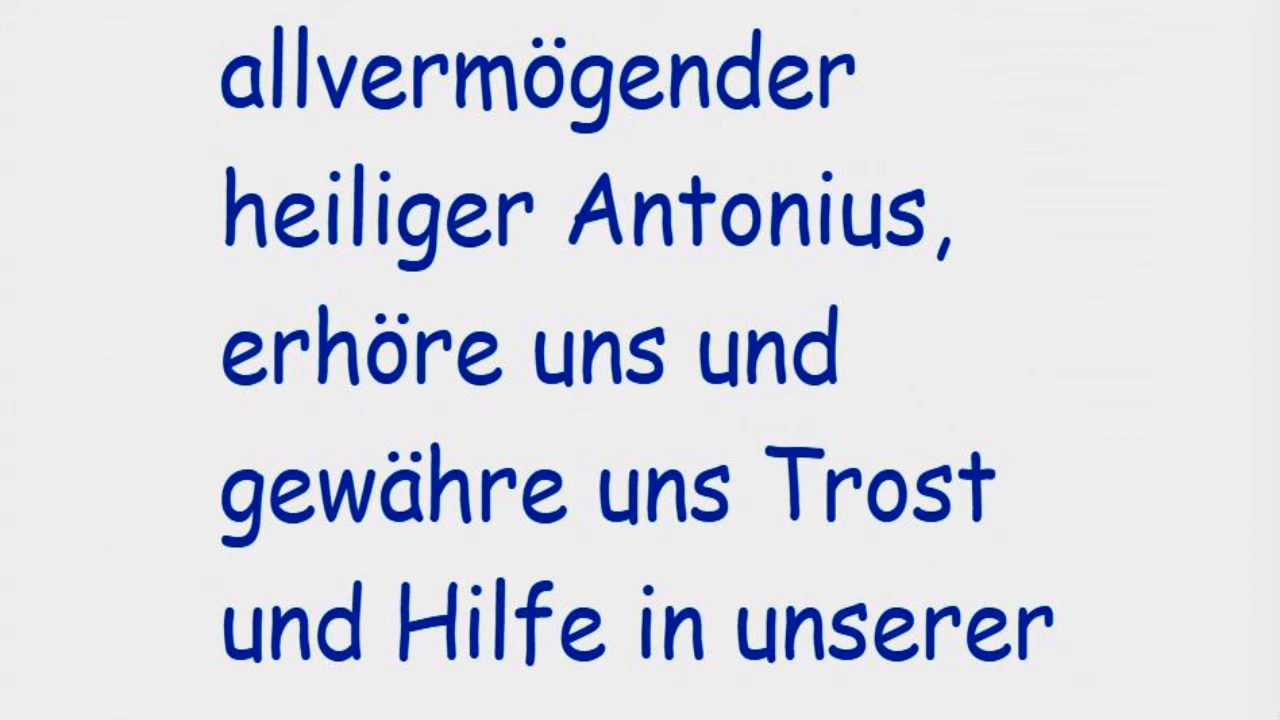 allvermögender
heiliger Antonius,
erhöre uns und
gewähre uns Trost
und Hilfe in unserer